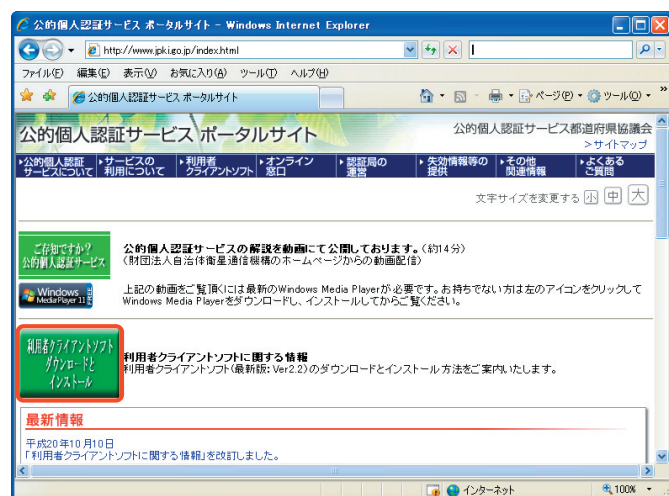 公的個人認証サービス ポータルサイト - Windows Internet Explorer
http://www.jpki.go.jp/index.html
ファイル(F) 編集(E) 表示(V) お気に入り(A) ツール(T) ヘルプ(H)
公的個人認証サービス ポータルサイト
ページ(P) ツール(O)
公的個人認証サービス ポータルサイト
公的個人認証サービス都道府県協議会
>サイトマップ
公的個人認証サービスについて
サービスの利用について
利用者クライアントソフト
オンライン窓口
認証局の運営
失効情報等の提供
その他関連情報
よくあるご質問
文字サイズを変更する 小 中 大
ご存知ですか?
公的個人認証サービス
公的個人認証サービスの解説を動画にて公開しております。(約14分)
(財団法人自治体衛星通信機構のホームページからの動画配信)
Windows
MediaPlayer 11
上記の動画をご覧頂くには最新のWindows Media Playerが必要です。お持ちでない方は左のアイコンをクリックして
Windows Media Playerをダウンロードし、インストールしてからご覧ください。
利用者クライアントソフト
ダウンロードと
インストール
利用者クライアントソフトに関する情報
利用者クライアントソフト(最新版: Ver2.2)のダウンロードとインストール方法をご案内いたします。
最新情報
平成20年10月10日
「利用者クライアントソフトに関する情報」を改訂しました。
インターネット
100%